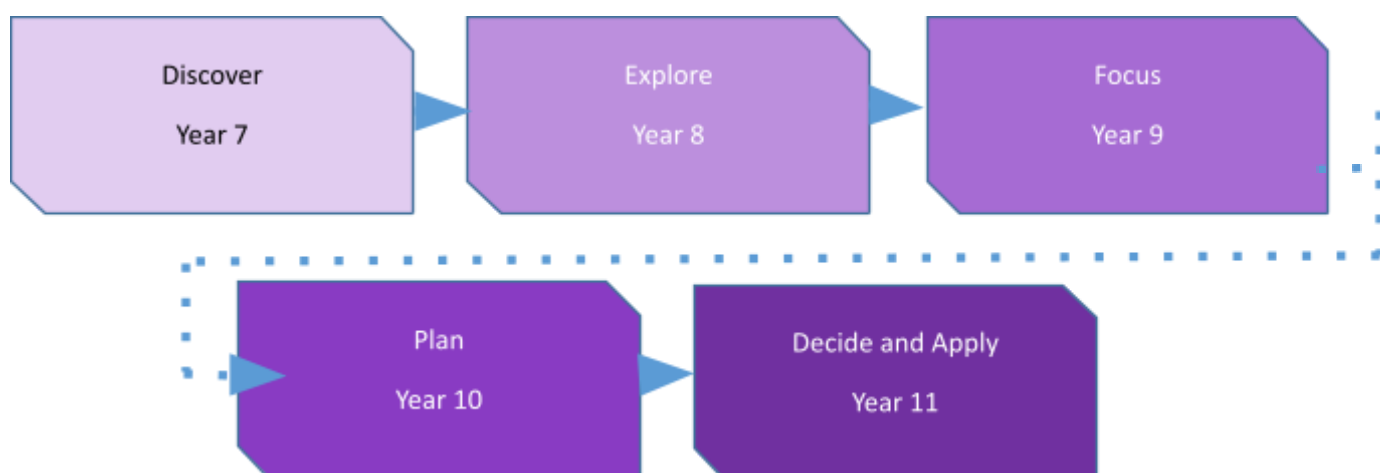 Discover
Year 7
Explore
Year 8
Focus
Year 9
Plan
Year 10
Decide and Apply
Year 11